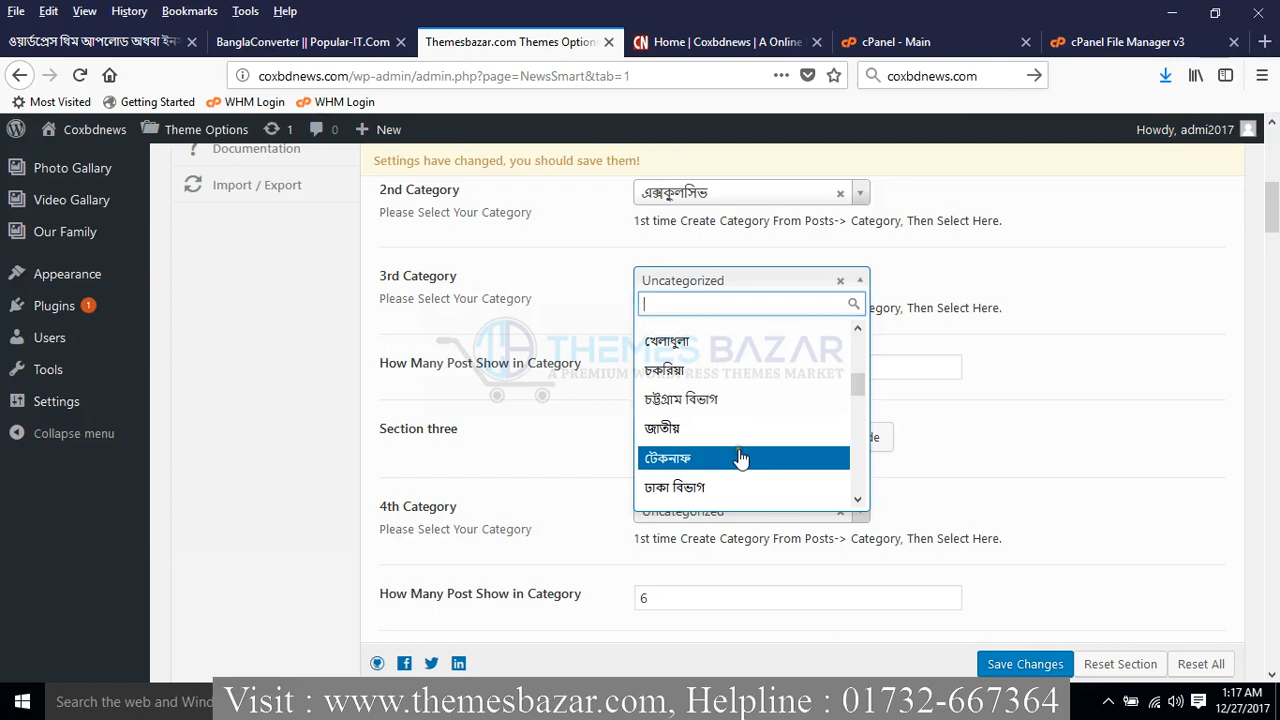 File Edit View History Bookmarks Tools Help
ওয়ার্ডপ্রেস থিম আপলোড অথবা ইন
BanglaConverter || Popular-IT.Com
Themesbazar.com Themes Option
Home | Coxbdnews | A Online
cPanel - Main
cPanel File Manager v3
coxbdnews.com/wp-admin/admin.php?page=NewsSmart&tab=1
coxbdnews.com
Most Visited Getting Started WHM Login WHM Login
Coxbdnews Theme Options 1 0 New Howdy, admi2017
Photo Gallary
Video Gallary
Our Family
Appearance
Plugins 1
Users
Tools
Settings
Collapse menu
Documentation
Import / Export
Settings have changed, you should save them!
2nd Category
Please Select Your Category
এক্সক্লুসিভ
1st time Create Category From Posts-> Category, Then Select Here.
3rd Category
Please Select Your Category
Uncategorized
egory, Then Select Here.
খেলাধুলা
চকরিয়া
চট্টগ্রাম বিভাগ
জাতীয়
টেকনাফ
ঢাকা বিভাগ
THEMES BAZAR
A PREMIUM WORDPRESS THEMES MARKET
How Many Post Show in Category
Section three
de
4th Category
Please Select Your Category
Uncategorized
1st time Create Category From Posts-> Category, Then Select Here.
How Many Post Show in Category
6
Save Changes Reset Section Reset All
Search the web and Wind
Visit : www.themesbazar.com, Helpline : 01732-667364
1:17 AM
12/27/2017